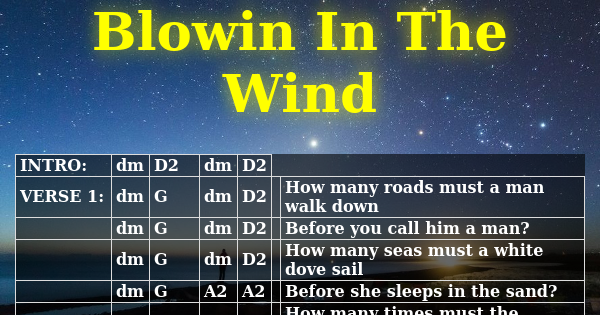 Blowin In The
Wind
INTRO: dm D2 dm D2
VERSE 1: dm G dm D2 How many roads must a man
walk down
dm G dm D2 Before you call him a man?
dm G dm D2 How many seas must a white
dove sail
dm G A2 A2 Before she sleeps in the sand?
How many times must the